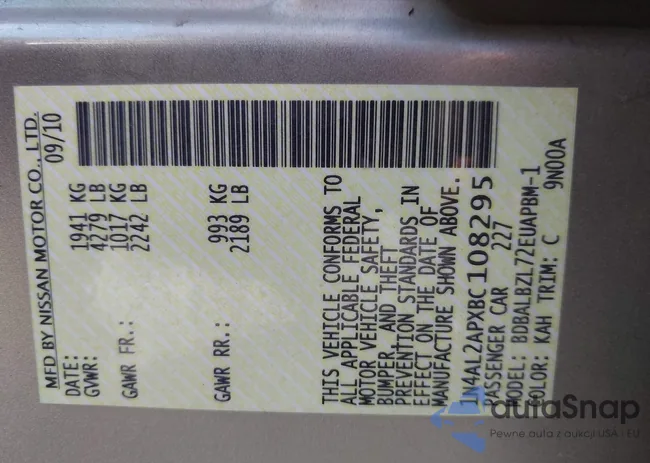 MFD BY NISSAN MOTOR CO., LTD.
DATE: 09/10
GVWR: 1941 KG
4279 LB
GAWR FR.: 1017 KG
2242 LB
GAWR RR.: 993 KG
2189 LB
THIS VEHICLE CONFORMS TO
ALL APPLICABLE FEDERAL
MOTOR VEHICLE SAFETY,
BUMPER, AND THEFT
PREVENTION STANDARDS IN
EFFECT ON THE DATE OF
MANUFACTURE SHOWN ABOVE.
1N4AL2APXBC108295
PASSENGER CAR 227
MODEL: BDBALBZL72EUAPBM-1
COLOR: KAH TRIM: C 9N00A
autaSnap
Pewne auta z aukcji USA - EU